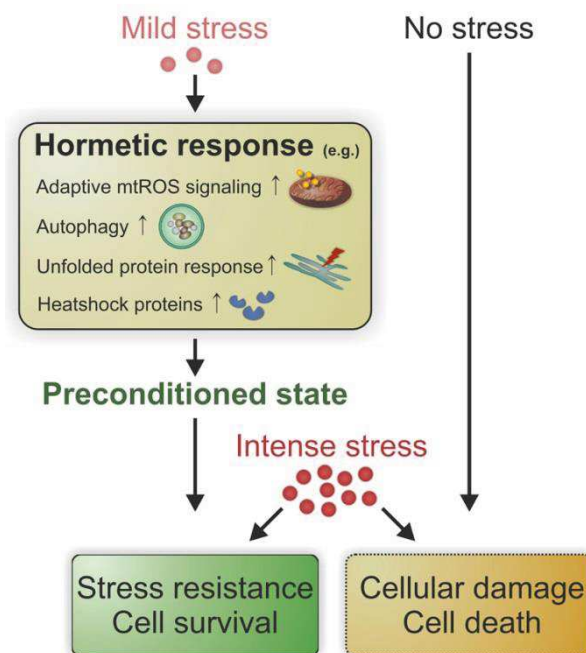 Mild stress
No stress
Hormetic response (e.g.)
Adaptive mtROS signaling ↑
Autophagy ↑
Unfolded protein response ↑
Heatshock proteins ↑
Preconditioned state
Intense stress
Stress resistance
Cell survival
Cellular damage
Cell death